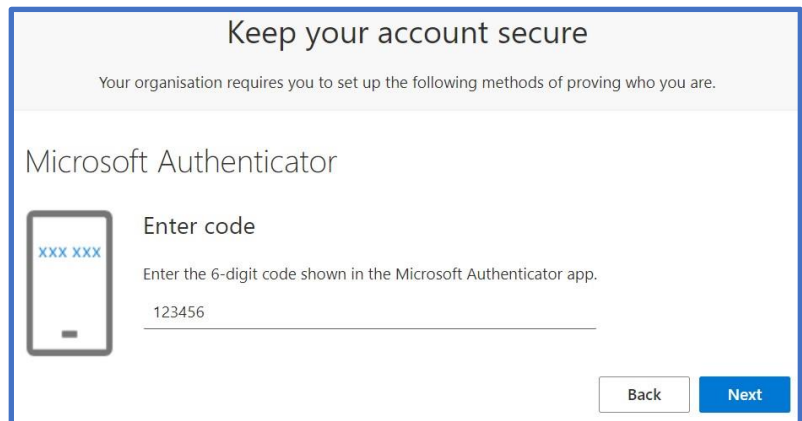 Keep your account secure
Your organisation requires you to set up the following methods of proving who you are.
Microsoft Authenticator
Enter code
XXX XXX
Enter the 6-digit code shown in the Microsoft Authenticator app.
123456
Back Next